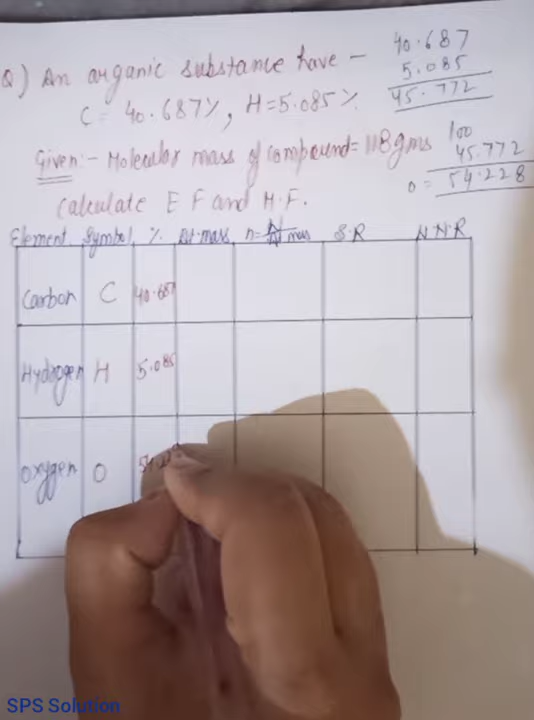 Q) An organic substance have - 40.687
5.085
C = 40.687%, H=5.085% 45.772
Given:- Molecular mass of compound= 118gms 100
45.772
Calculate E F and M.F. 0 = 54.228
Element Symbol % At.mass n= mass S.R N N.R
Carbon C 40.687
Hydrogen H 5.085
Oxygen O
SPS Solution